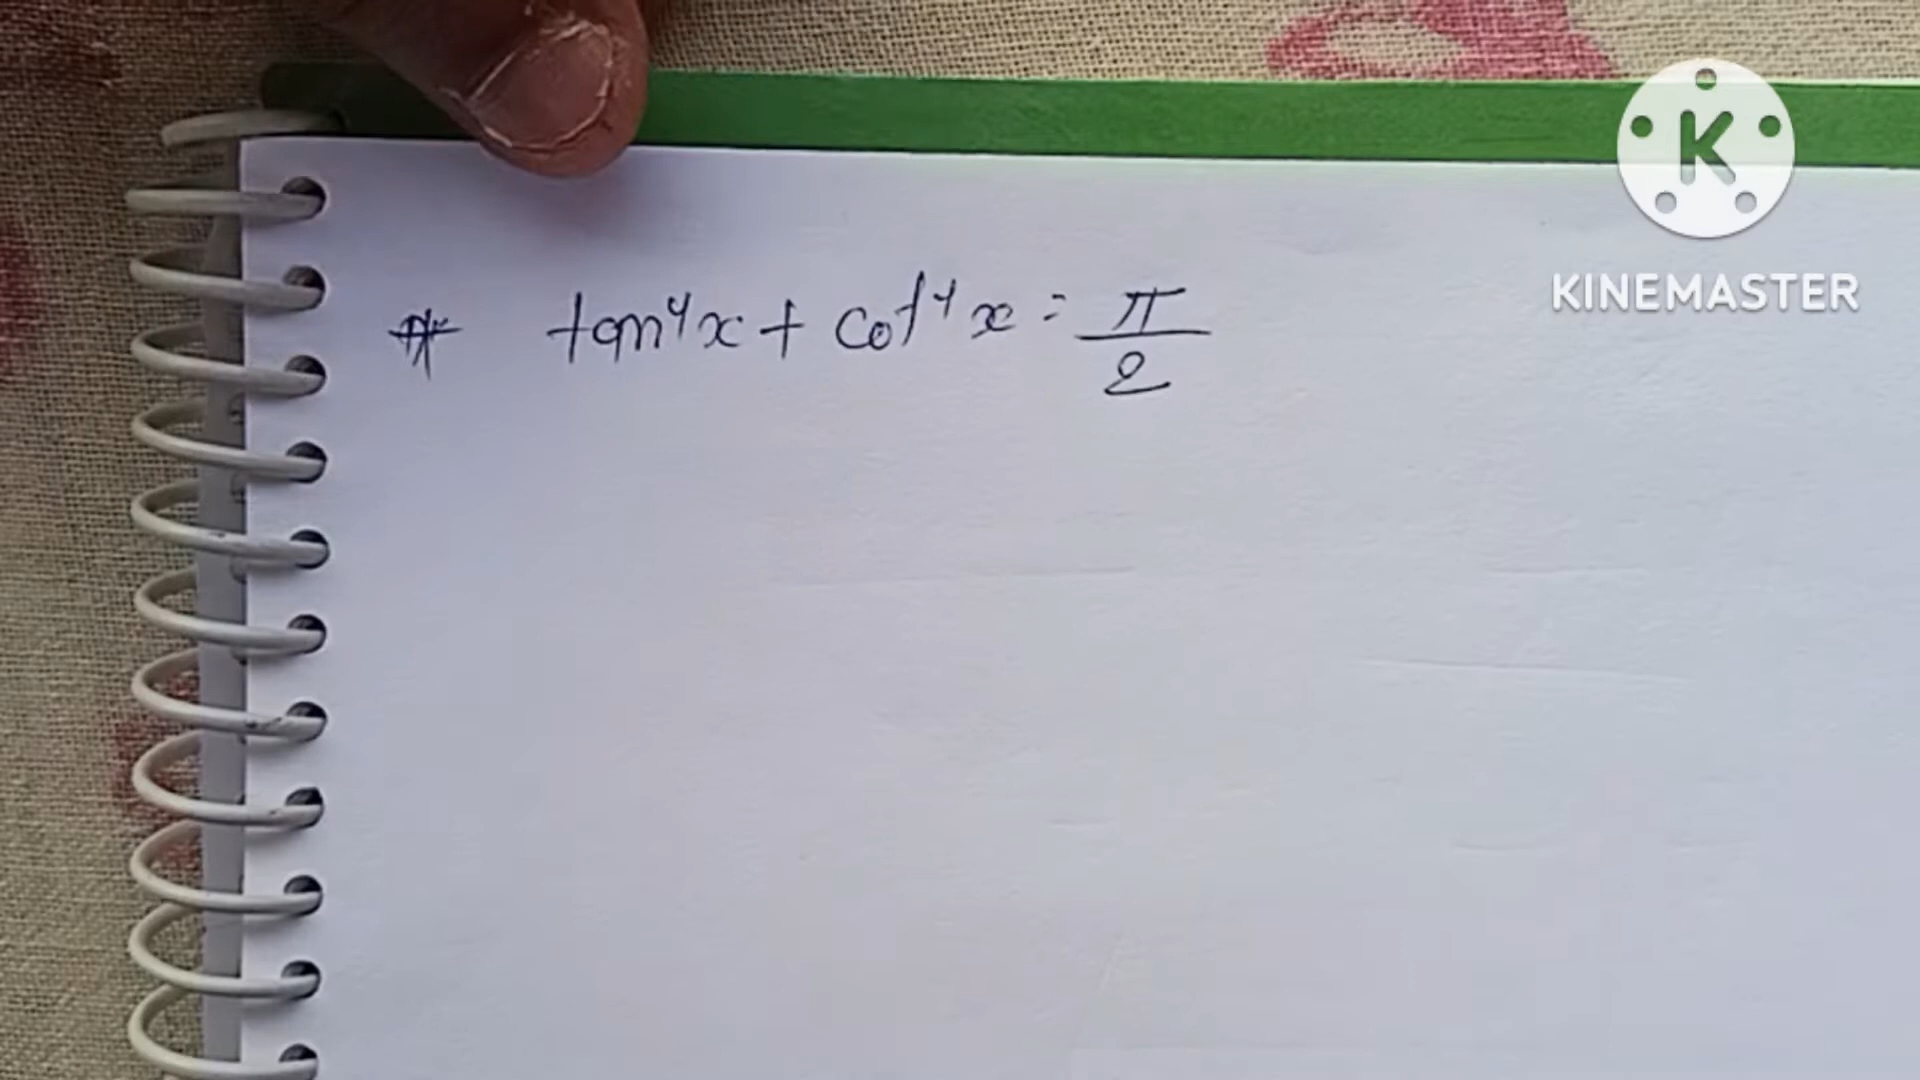 * tan⁻¹x + cot⁻¹x = π/2
K
KINEMASTER